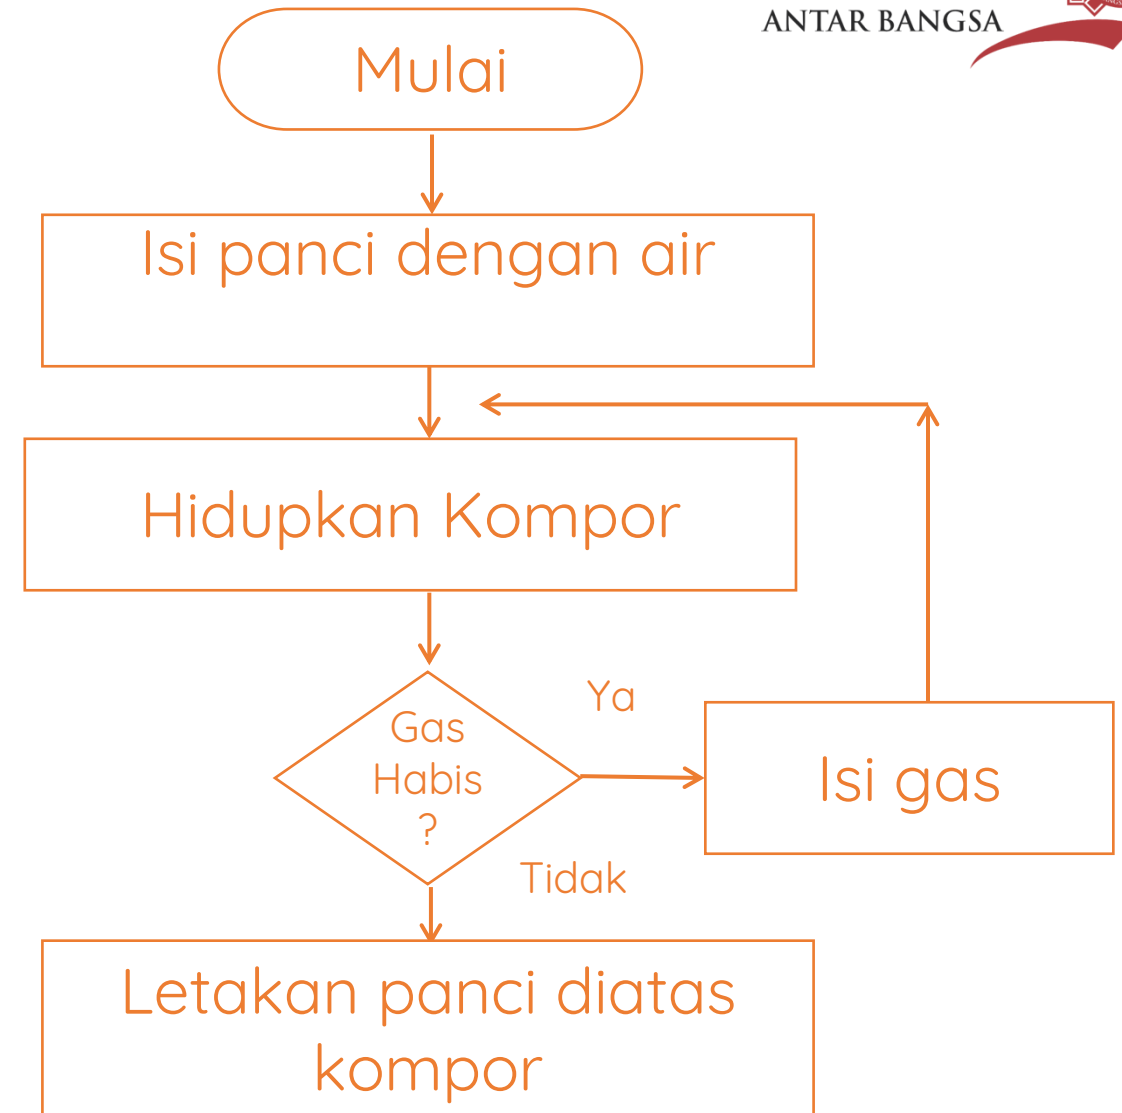 ANTAR BANGSA
Mulai
Isi panci dengan air
Hidupkan Kompor
Gas
Habis
?
Ya
Isi gas
Tidak
Letakan panci diatas
kompor